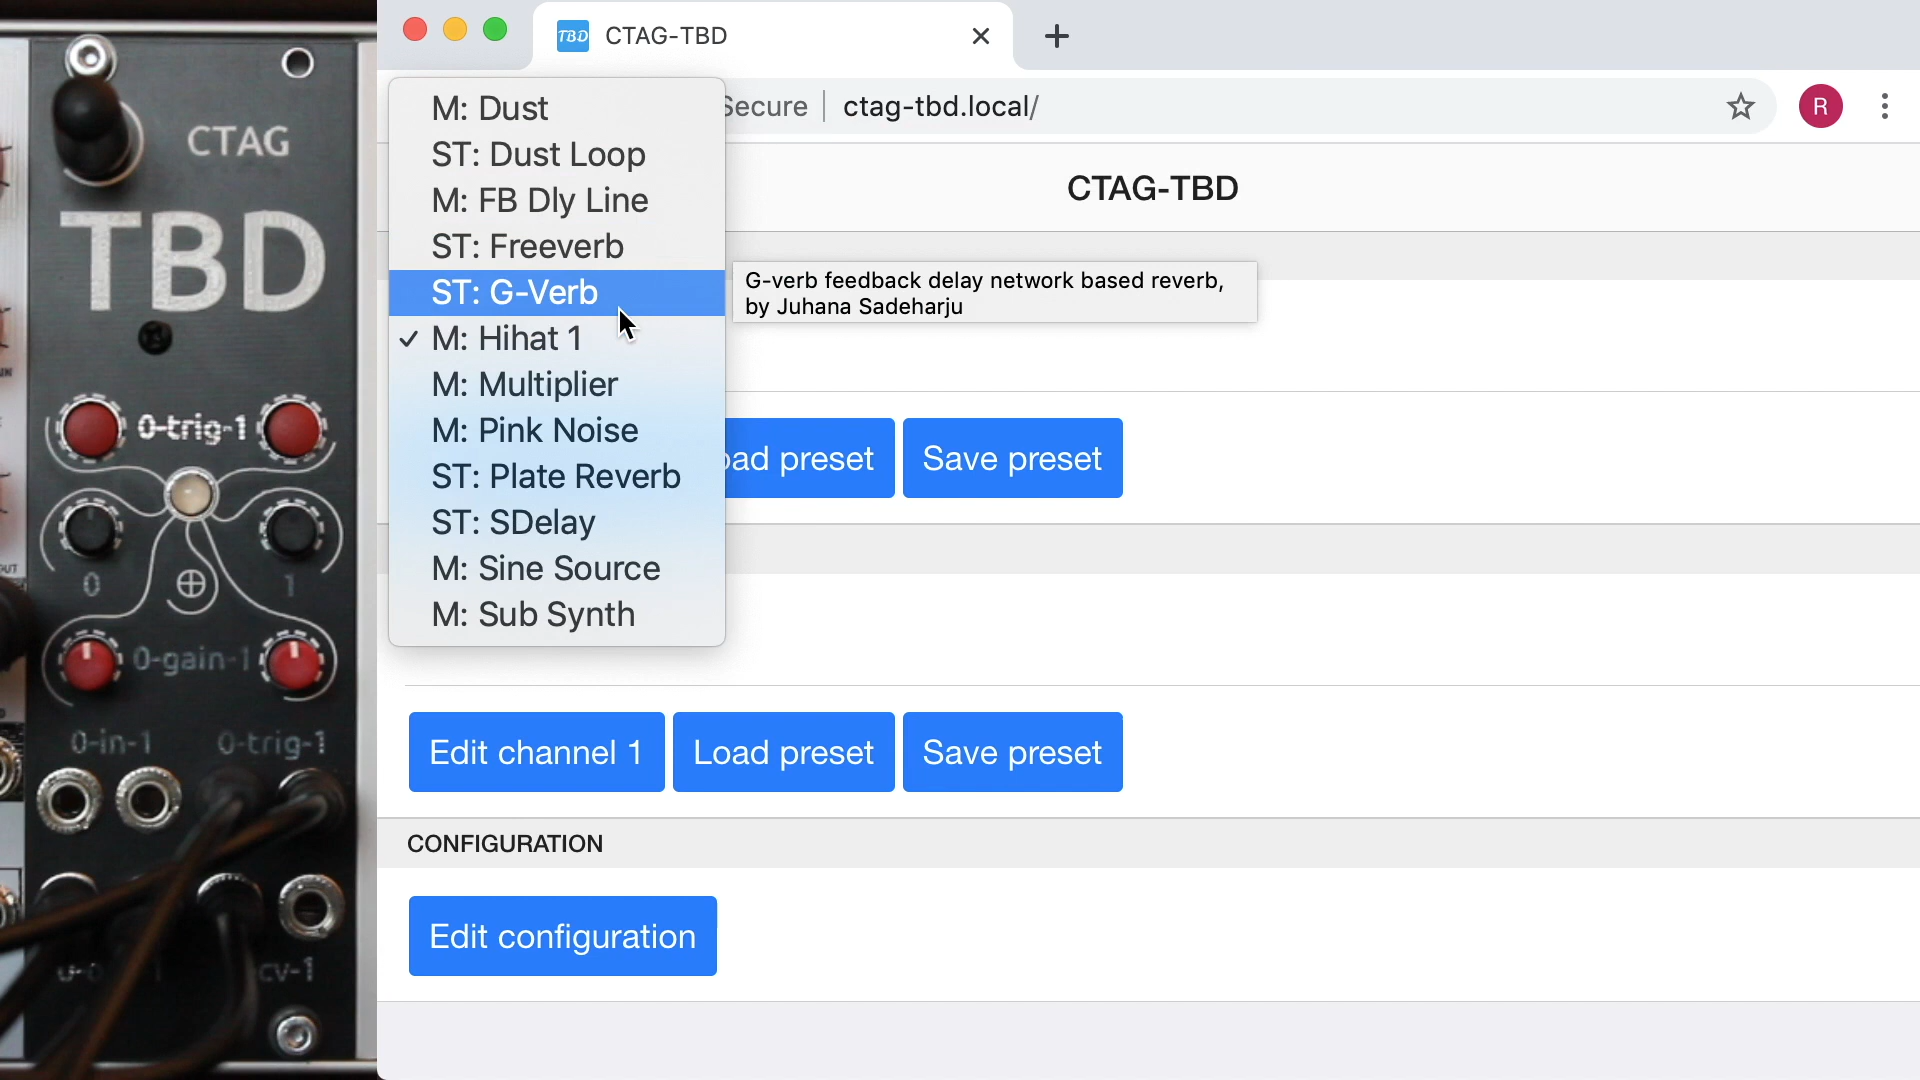 CTAG
TBD
0-trig-1
0
1
0-gain-1
0-in-1
0-trig-1
cv-1
TBD
CTAG-TBD
Secure
ctag-tbd.local/
R
CTAG-TBD
M: Dust
ST: Dust Loop
M: FB Dly Line
ST: Freeverb
ST: G-Verb
G-verb feedback delay network based reverb,
by Juhana Sadeharju
✓ M: Hihat 1
M: Multiplier
M: Pink Noise
ST: Plate Reverb
ST: SDelay
M: Sine Source
M: Sub Synth
oad preset
Save preset
Edit channel 1
Load preset
Save preset
CONFIGURATION
Edit configuration